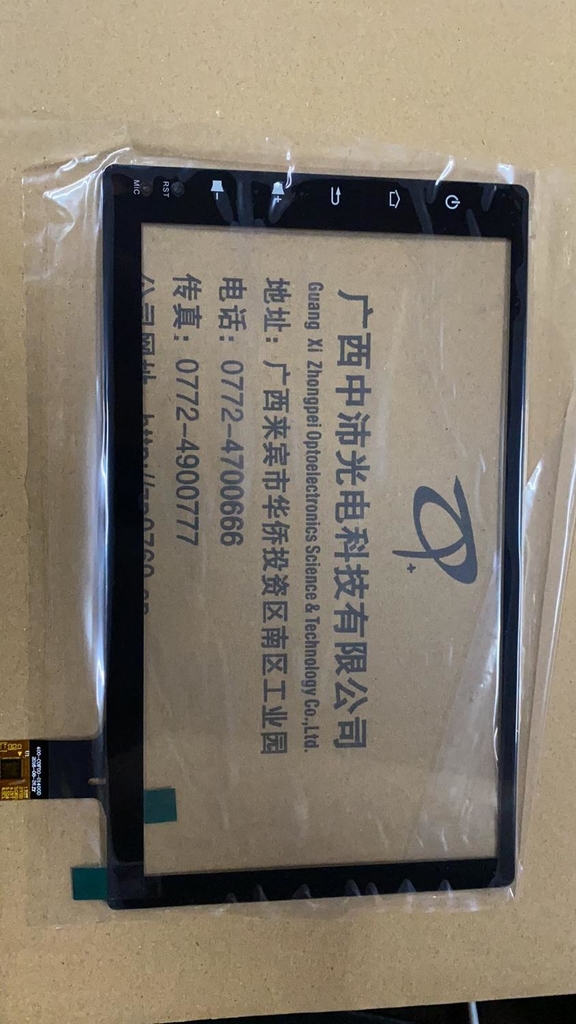 MIC
RST
广西中沛光电科技有限公司
Guang Xi Zhongpei Optoelectronics Science & Technology Co.,Ltd.
地址：广西来宾市华侨投资区南区工业园
电话：0772-4700666
传真：0772-4900777